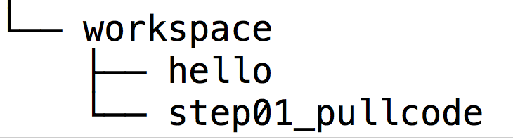 └── workspace
├── hello
└── step01_pullcode